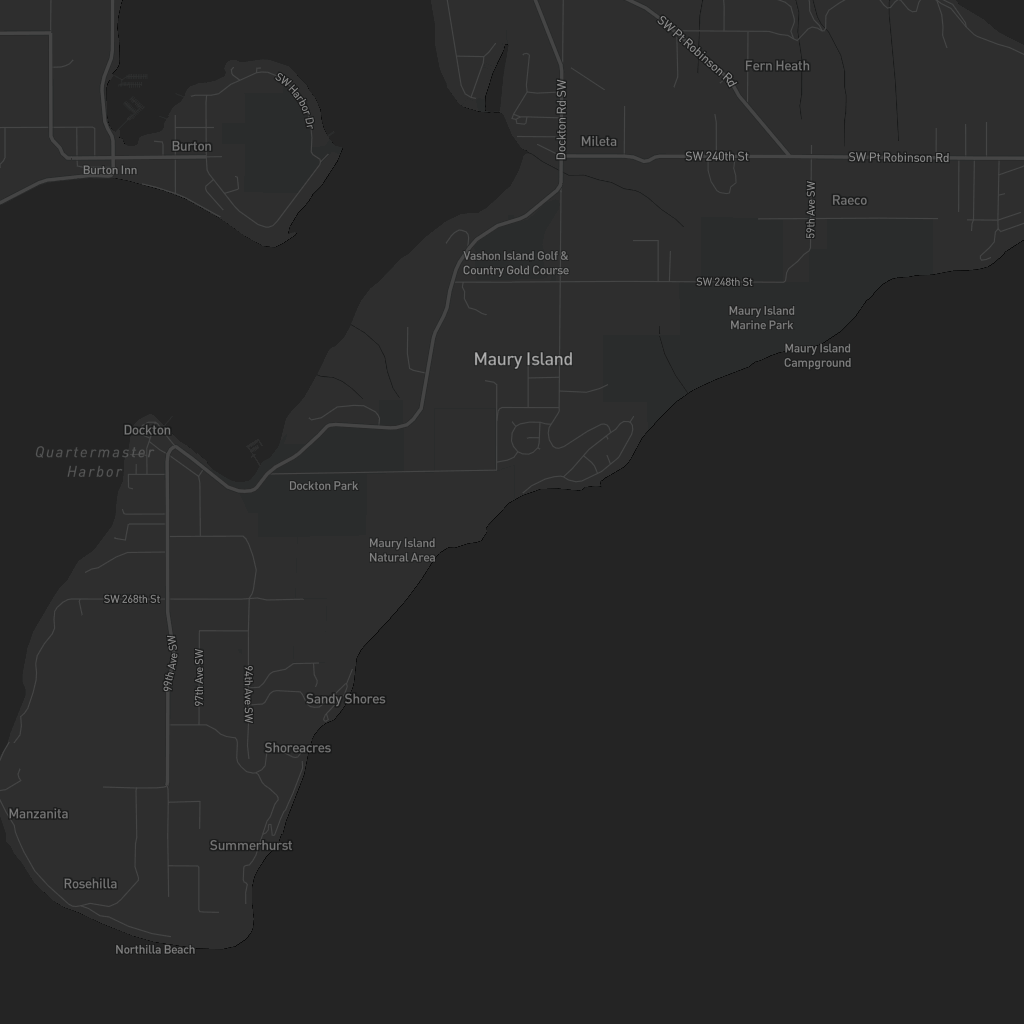 SW Pt Robinson Rd
Fern Heath
SW Harbor Dr
Dockton Rd SW
Mileta
Burton
SW 240th St
SW Pt Robinson Rd
Burton Inn
59th Ave SW
Raeco
Vashon Island Golf &
Country Gold Course
SW 248th St
Maury Island
Marine Park
Maury Island
Campground
Maury Island
Dockton
Quartermaster
Harbor
Dockton Park
Maury Island
Natural Area
SW 268th St
99th Ave SW
97th Ave SW
94th Ave SW
Sandy Shores
Shoreacres
Manzanita
Summerhurst
Rosehilla
Northilla Beach